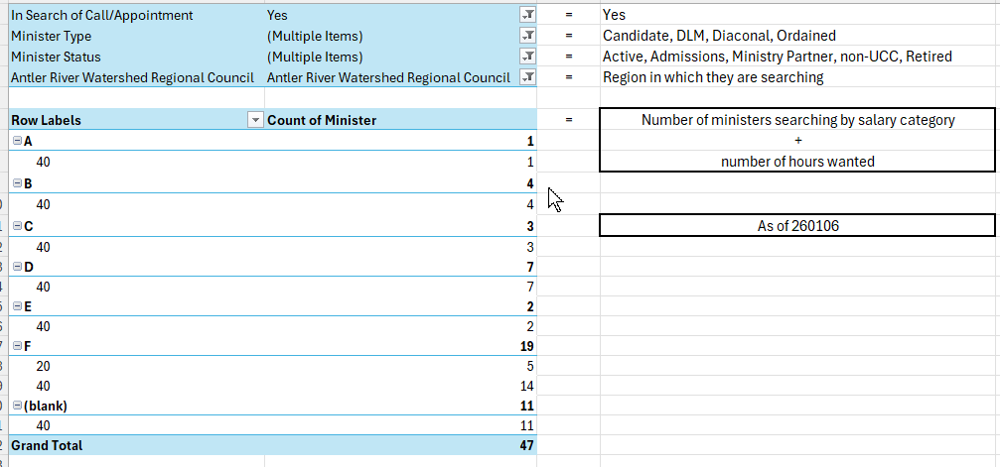 In Search of Call/Appointment Yes = Yes
Minister Type (Multiple Items) = Candidate, DLM, Diaconal, Ordained
Minister Status (Multiple Items) = Active, Admissions, Ministry Partner, non-UCC, Retired
Antler River Watershed Regional Council Antler River Watershed Regional Council = Region in which they are searching
Row Labels Count of Minister = Number of ministers searching by salary category
A 1 +
40 1 number of hours wanted
B 4
40 4
C 3 As of 260106
40 3
D 7
40 7
E 2
40 2
F 19
20 5
40 14
(blank) 11
40 11
Grand Total 47